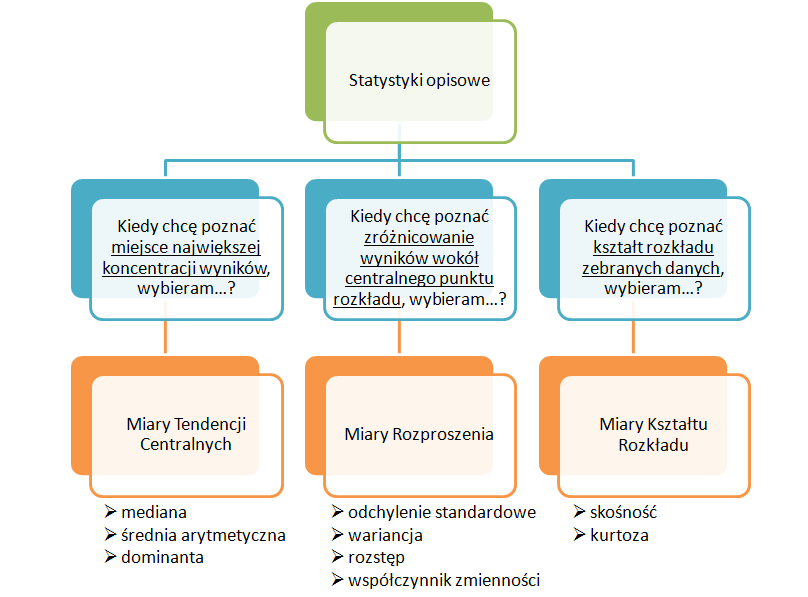 Statystyki opisowe
Kiedy chcę poznać
miejsce największej
koncentracji wyników,
wybieram...?
Kiedy chcę poznać
zróżnicowanie
wyników wokół
centralnego punktu
rozkładu, wybieram...?
Kiedy chcę poznać
kształt rozkładu
zebranych danych,
wybieram...?
Miary Tendencji
Centralnych
Miary Rozproszenia
Miary Kształtu
Rozkładu
➢ mediana
➢ średnia arytmetyczna
➢ dominanta
➢ odchylenie standardowe
➢ wariancja
➢ rozstęp
➢ współczynnik zmienności
➢ skośność
➢ kurtoza